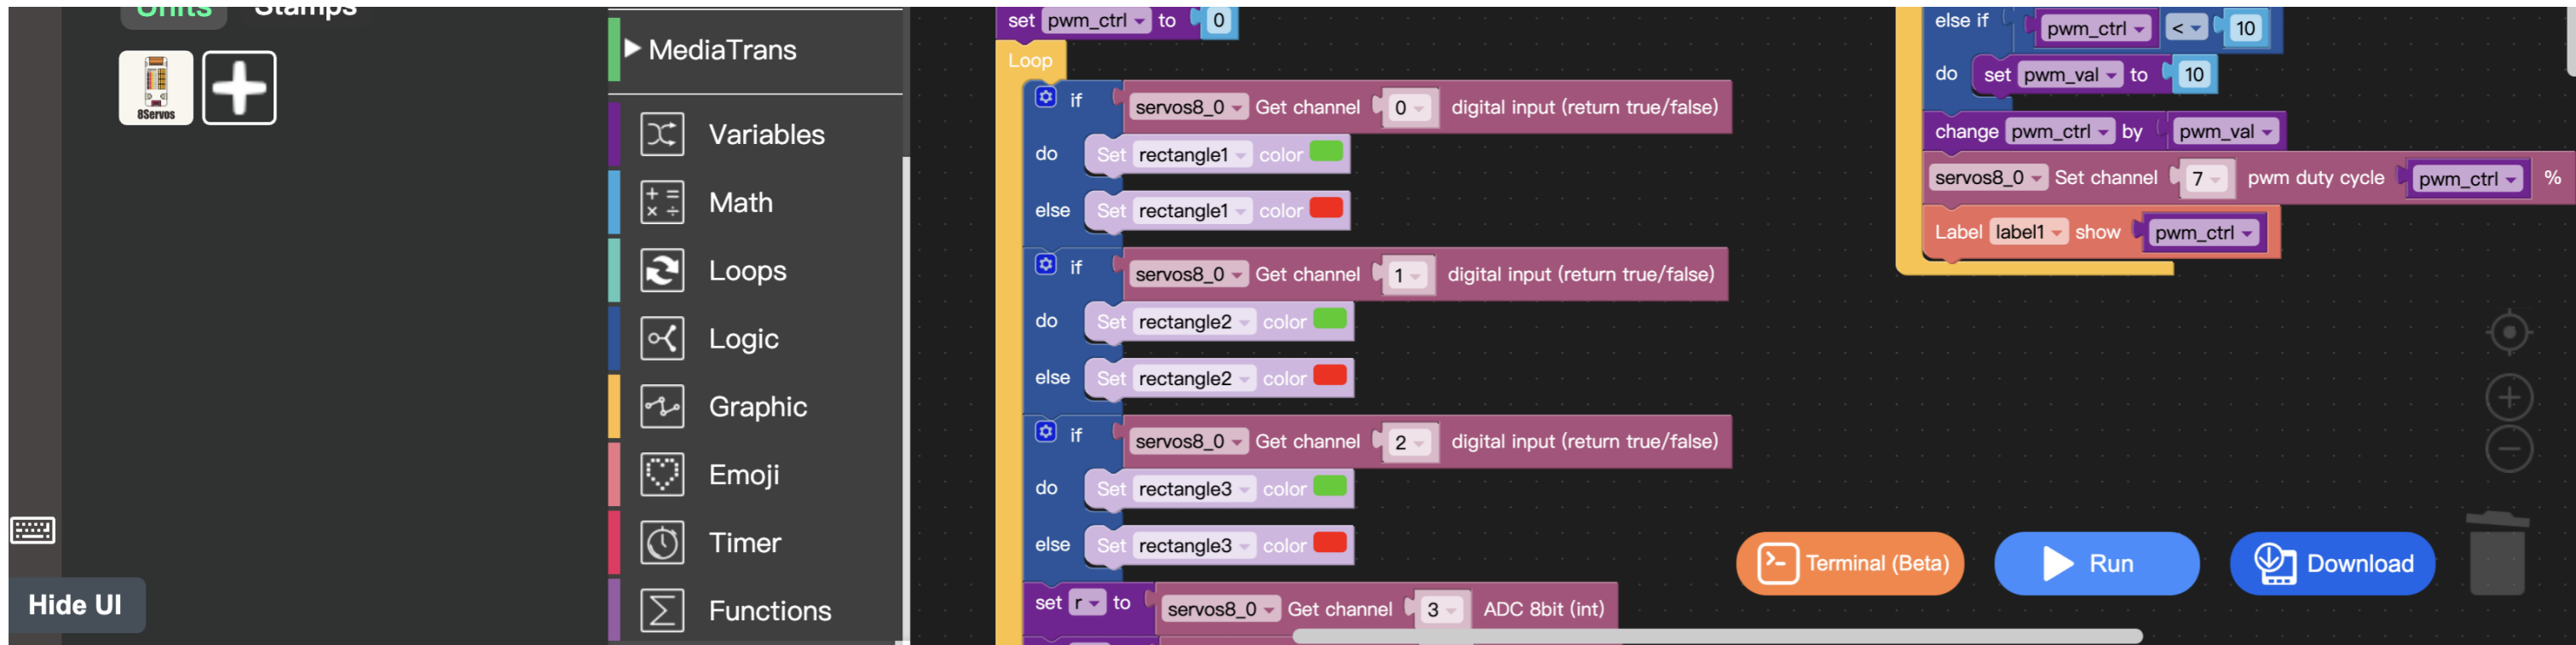 Units Stamps
8Servos
Hide UI
MediaTrans
Variables
Math
Loops
Logic
Graphic
Emoji
Timer
Functions
set pwm_ctrl to 0
Loop
if servos8_0 Get channel 0 digital input (return true/false)
do Set rectangle1 color
else Set rectangle1 color
if servos8_0 Get channel 1 digital input (return true/false)
do Set rectangle2 color
else Set rectangle2 color
if servos8_0 Get channel 2 digital input (return true/false)
do Set rectangle3 color
else Set rectangle3 color
set r to servos8_0 Get channel 3 ADC 8bit (int)
else if pwm_ctrl < 10
do set pwm_val to 10
change pwm_ctrl by pwm_val
servos8_0 Set channel 7 pwm duty cycle pwm_ctrl %
Label label1 show pwm_ctrl
Terminal (Beta) Run Download